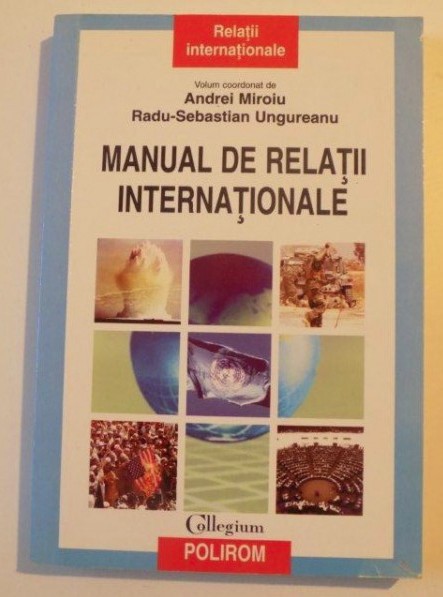 Relații
internaționale
Volum coordonat de
Andrei Miroiu
Radu-Sebastian Ungureanu
MANUAL DE RELAȚII
INTERNAȚIONALE
Collegium
POLIROM